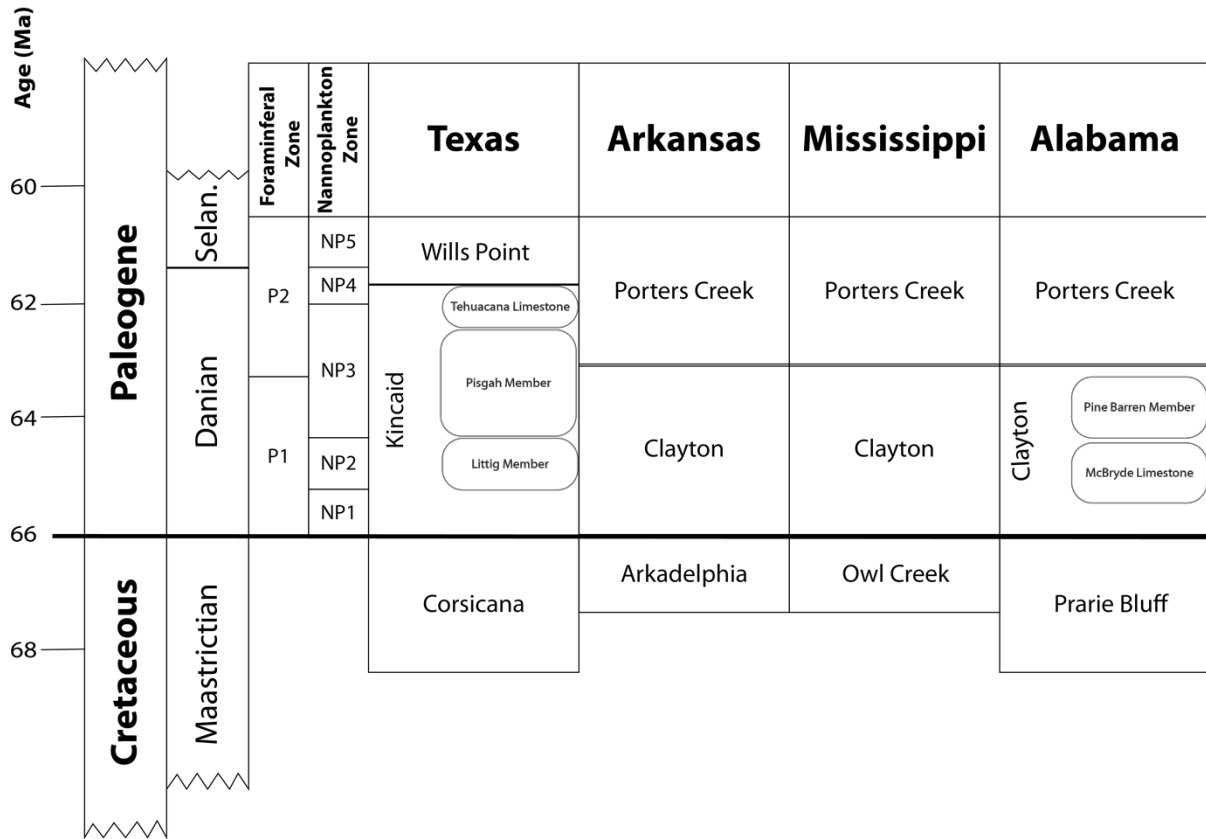 Age (Ma)
60
62
64
66
68
Paleogene
Cretaceous
Selan.
Danian
Maastrictian
Foraminiferal
Zone
P2
P1
Nannoplankton
Zone
NP5
NP4
NP3
NP2
NP1
Texas
Wills Point
Kincaid
Tehuacana Limestone
Pisgah Member
Littig Member
Corsicana
Arkansas
Porters Creek
Clayton
Arkadelphia
Mississippi
Porters Creek
Clayton
Owl Creek
Alabama
Porters Creek
Clayton
Pine Barren Member
McBryde Limestone
Prarie Bluff